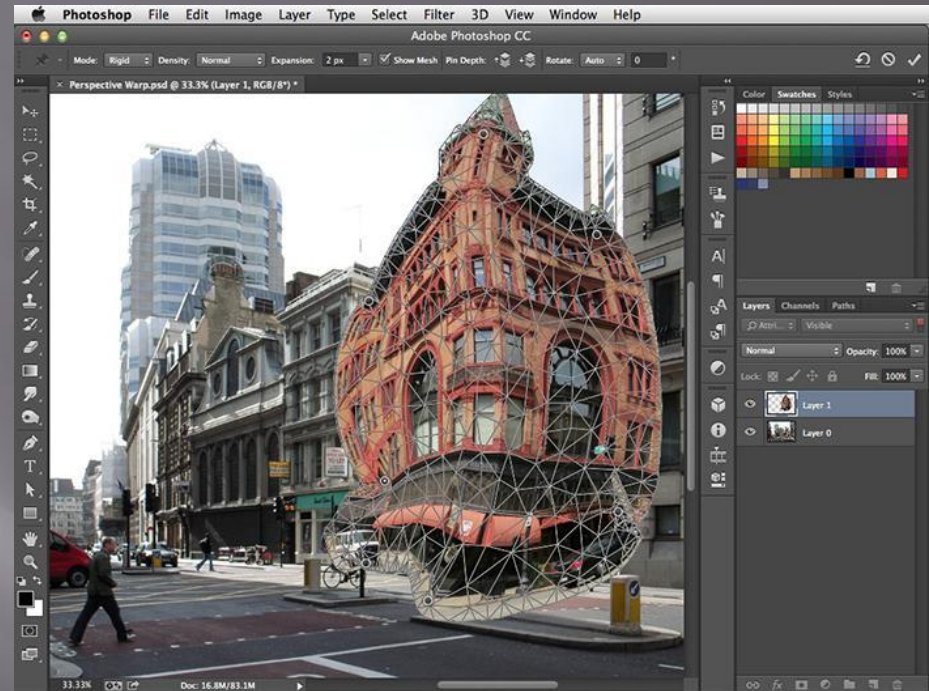 Photoshop File Edit Image Layer Type Select Filter 3D View Window Help
Adobe Photoshop CC
Mode: Rigid Density: Normal Expansion: 2 px Show Mesh Pin Depth: Rotate: Auto 0 °
× Perspective Warp.psd @ 33.3% (Layer 1, RGB/8*) *
Color Swatches Styles
Layers Channels Paths
Attri... Visible
Normal Opacity: 100%
Lock: Fill: 100%
Layer 1
Layer 0
33.33% Doc: 16.8M/83.1M